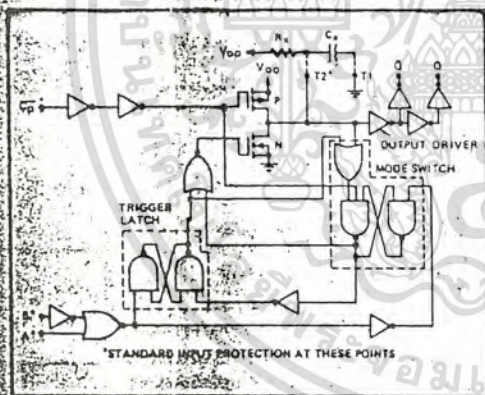 Rx
Cx
VDD
VDD
T2*
T1
P
N
Q
Q
OUTPUT DRIVER
MODE SWITCH
TRIGGER
LATCH
B*
A*
*STANDARD INPUT PROTECTION AT THESE POINTS